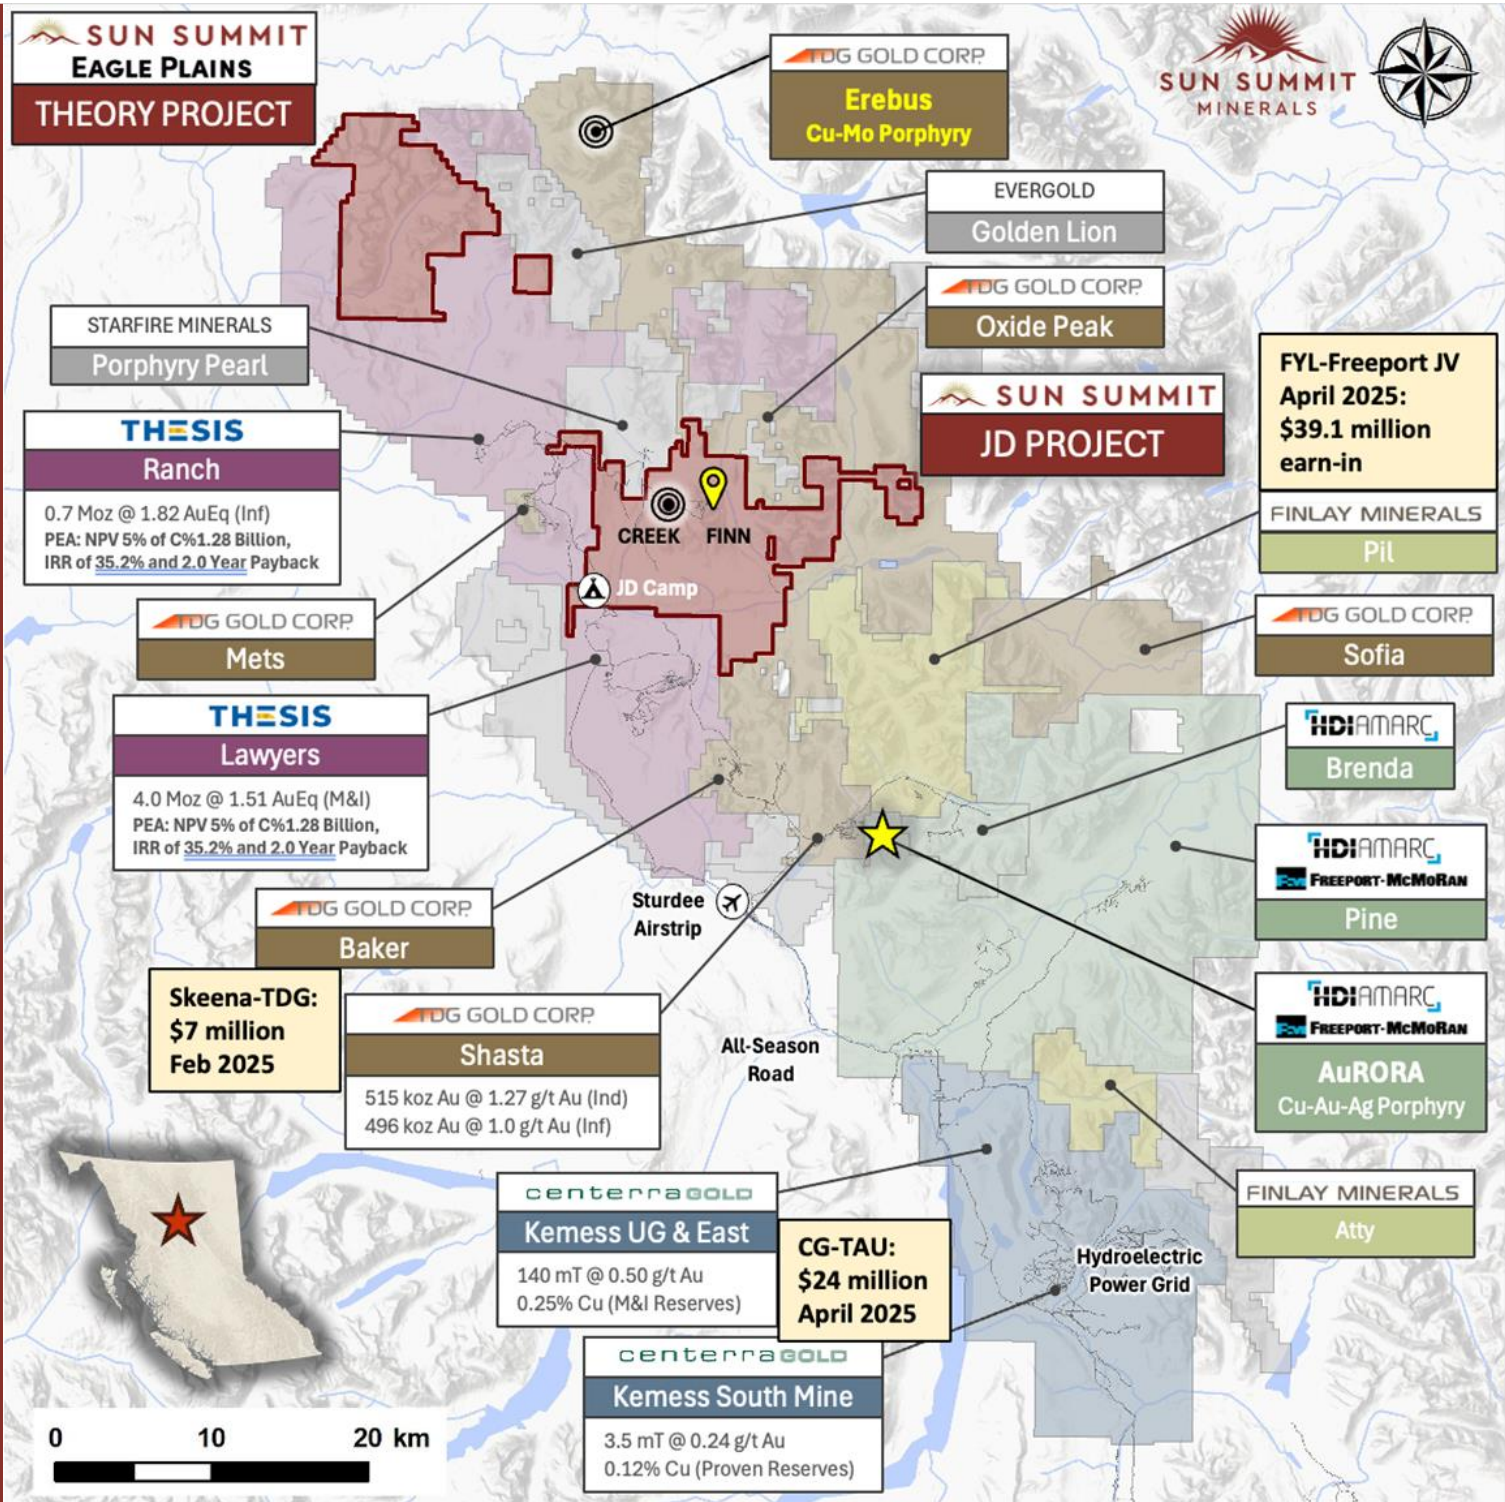 SUN SUMMIT
EAGLE PLAINS
THEORY PROJECT
TDG GOLD CORP.
Erebus
Cu-Mo Porphyry
SUN SUMMIT
MINERALS
EVERGOLD
Golden Lion
TDG GOLD CORP.
Oxide Peak
STARFIRE MINERALS
Porphyry Pearl
FYL-Freeport JV
April 2025:
$39.1 million
earn-in
SUN SUMMIT
JD PROJECT
THESIS
Ranch
0.7 Moz @ 1.82 AuEq (Inf)
PEA: NPV 5% of C%1.28 Billion,
IRR of 35.2% and 2.0 Year Payback
CREEK
FINN
JD Camp
FINLAY MINERALS
Pil
TDG GOLD CORP.
Mets
TDG GOLD CORP.
Sofia
THESIS
Lawyers
4.0 Moz @ 1.51 AuEq (M&I)
PEA: NPV 5% of C%1.28 Billion,
IRR of 35.2% and 2.0 Year Payback
HDI AMARC
Brenda
HDI AMARC
FREEPORT-McMoRAN
Pine
TDG GOLD CORP.
Baker
Sturdee
Airstrip
Skeena-TDG:
$7 million
Feb 2025
TDG GOLD CORP.
Shasta
515 koz Au @ 1.27 g/t Au (Ind)
496 koz Au @ 1.0 g/t Au (Inf)
All-Season
Road
HDI AMARC
FREEPORT-McMoRAN
AuRORA
Cu-Au-Ag Porphyry
centerra GOLD
Kemess UG & East
140 mT @ 0.50 g/t Au
0.25% Cu (M&I Reserves)
CG-TAU:
$24 million
April 2025
FINLAY MINERALS
Atty
Hydroelectric
Power Grid
centerra GOLD
Kemess South Mine
3.5 mT @ 0.24 g/t Au
0.12% Cu (Proven Reserves)
0 10 20 km